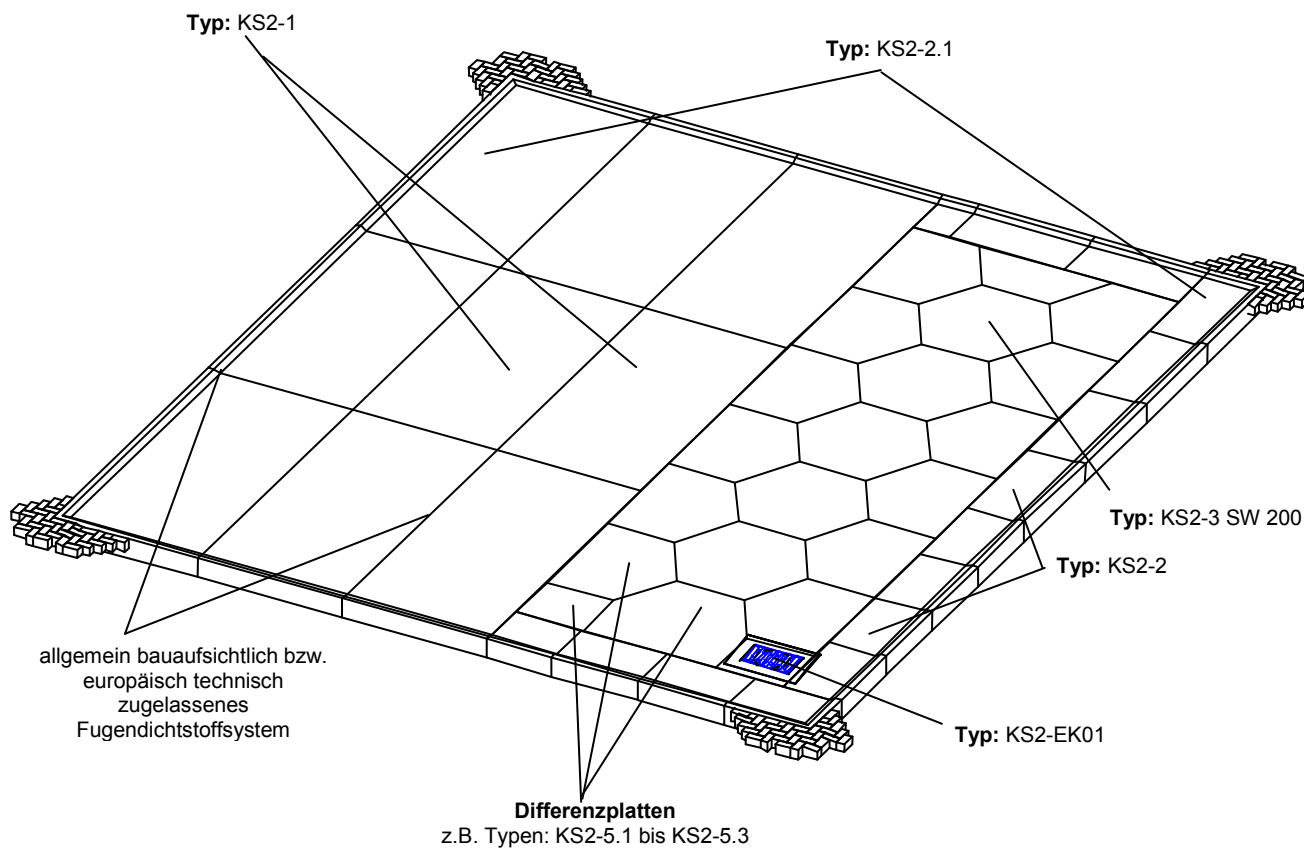 Typ: KS2-1
Typ: KS2-2.1
Typ: KS2-3 SW 200
Typ: KS2-2
allgemein bauaufsichtlich bzw.
europäisch technisch
zugelassenes
Fugendichtstoffsystem
Typ: KS2-EK01
Differenzplatten
z.B. Typen: KS2-5.1 bis KS2-5.3